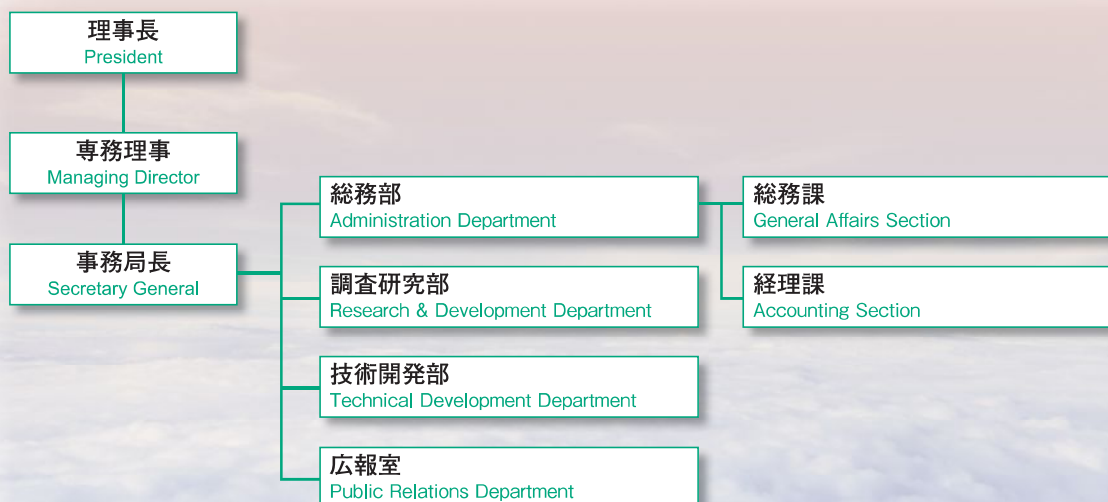 理事長
President
専務理事
Managing Director
事務局長
Secretary General
総務部
Administration Department
総務課
General Affairs Section
経理課
Accounting Section
調査研究部
Research & Development Department
技術開発部
Technical Development Department
広報室
Public Relations Department